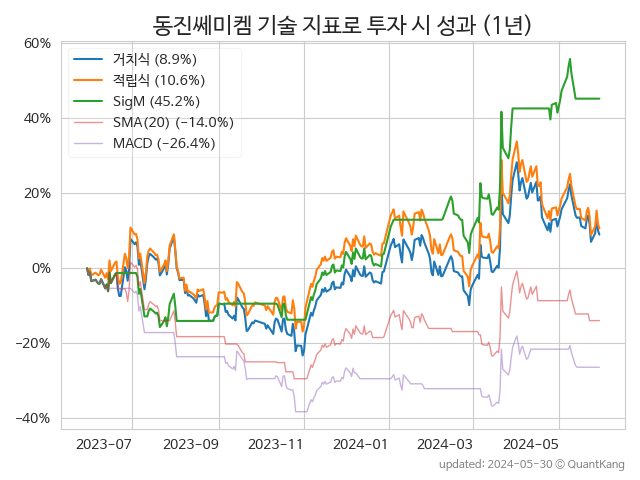 동진쎄미켐 기술 지표로 투자 시 성과 (1년)
60%
40%
20%
0%
−20%
−40%
거치식 (8.9%)
적립식 (10.6%)
SigM (45.2%)
SMA(20) (−14.0%)
MACD (−26.4%)
2023−07 2023−09 2023−11 2024−01 2024−03 2024−05
updated: 2024-05-30 © QuantKang